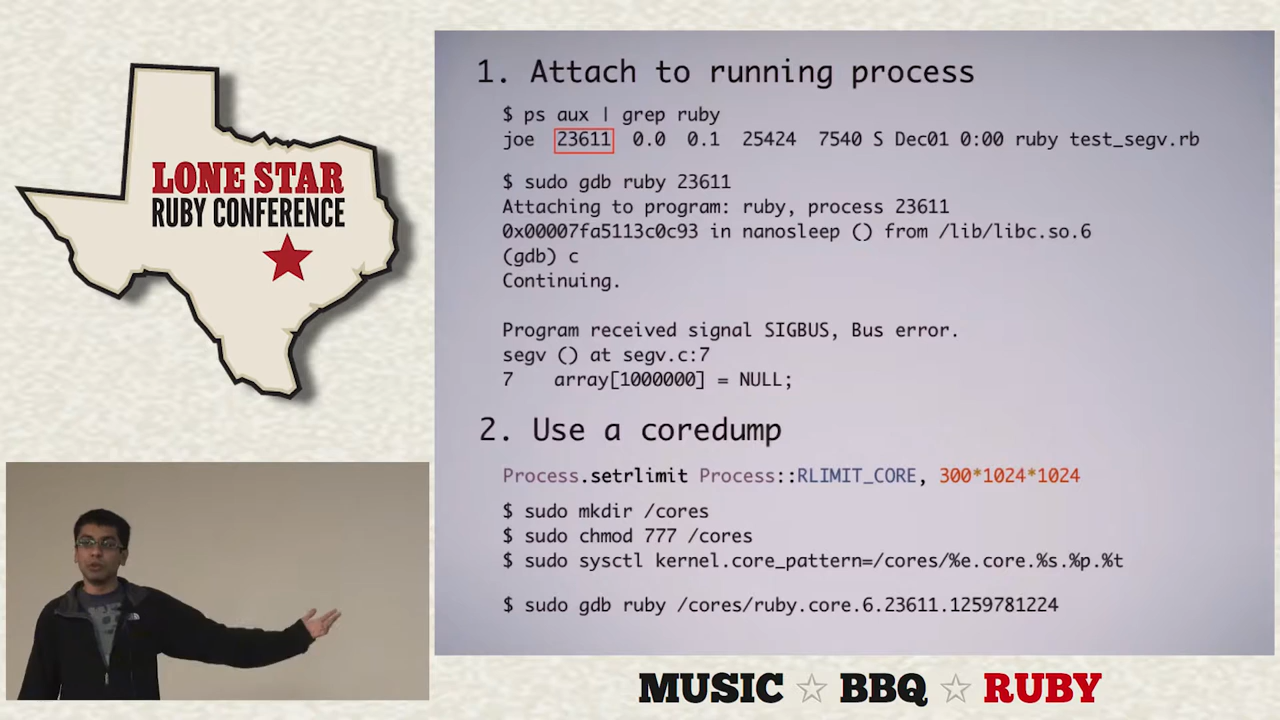 LONE STAR
RUBY CONFERENCE
1. Attach to running process
$ ps aux | grep ruby
joe 23611 0.0 0.1 25424 7540 S Dec01 0:00 ruby test_segv.rb
$ sudo gdb ruby 23611
Attaching to program: ruby, process 23611
0x00007fa5113c0c93 in nanosleep () from /lib/libc.so.6
(gdb) c
Continuing.
Program received signal SIGBUS, Bus error.
segv () at segv.c:7
7 array[1000000] = NULL;
2. Use a coredump
Process.setrlimit Process::RLIMIT_CORE, 300*1024*1024
$ sudo mkdir /cores
$ sudo chmod 777 /cores
$ sudo sysctl kernel.core_pattern=/cores/%e.core.%s.%p.%t
$ sudo gdb ruby /cores/ruby.core.6.23611.1259781224
MUSIC ☆ BBQ ☆ RUBY